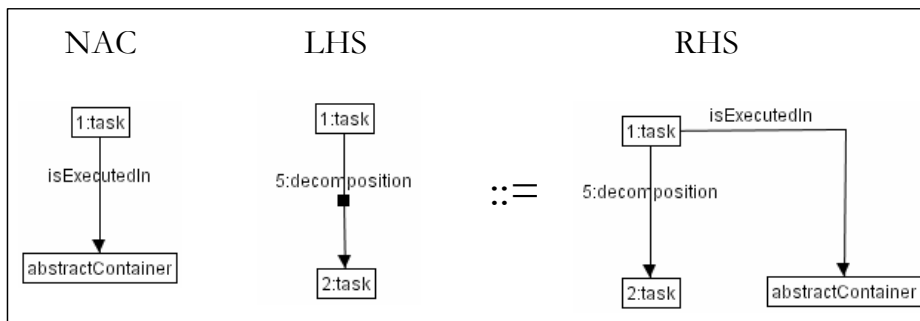 NAC
LHS
RHS
1:task
isExecutedIn
abstractContainer
1:task
5:decomposition
2:task
::=
isExecutedIn
1:task
5:decomposition
2:task
abstractContainer